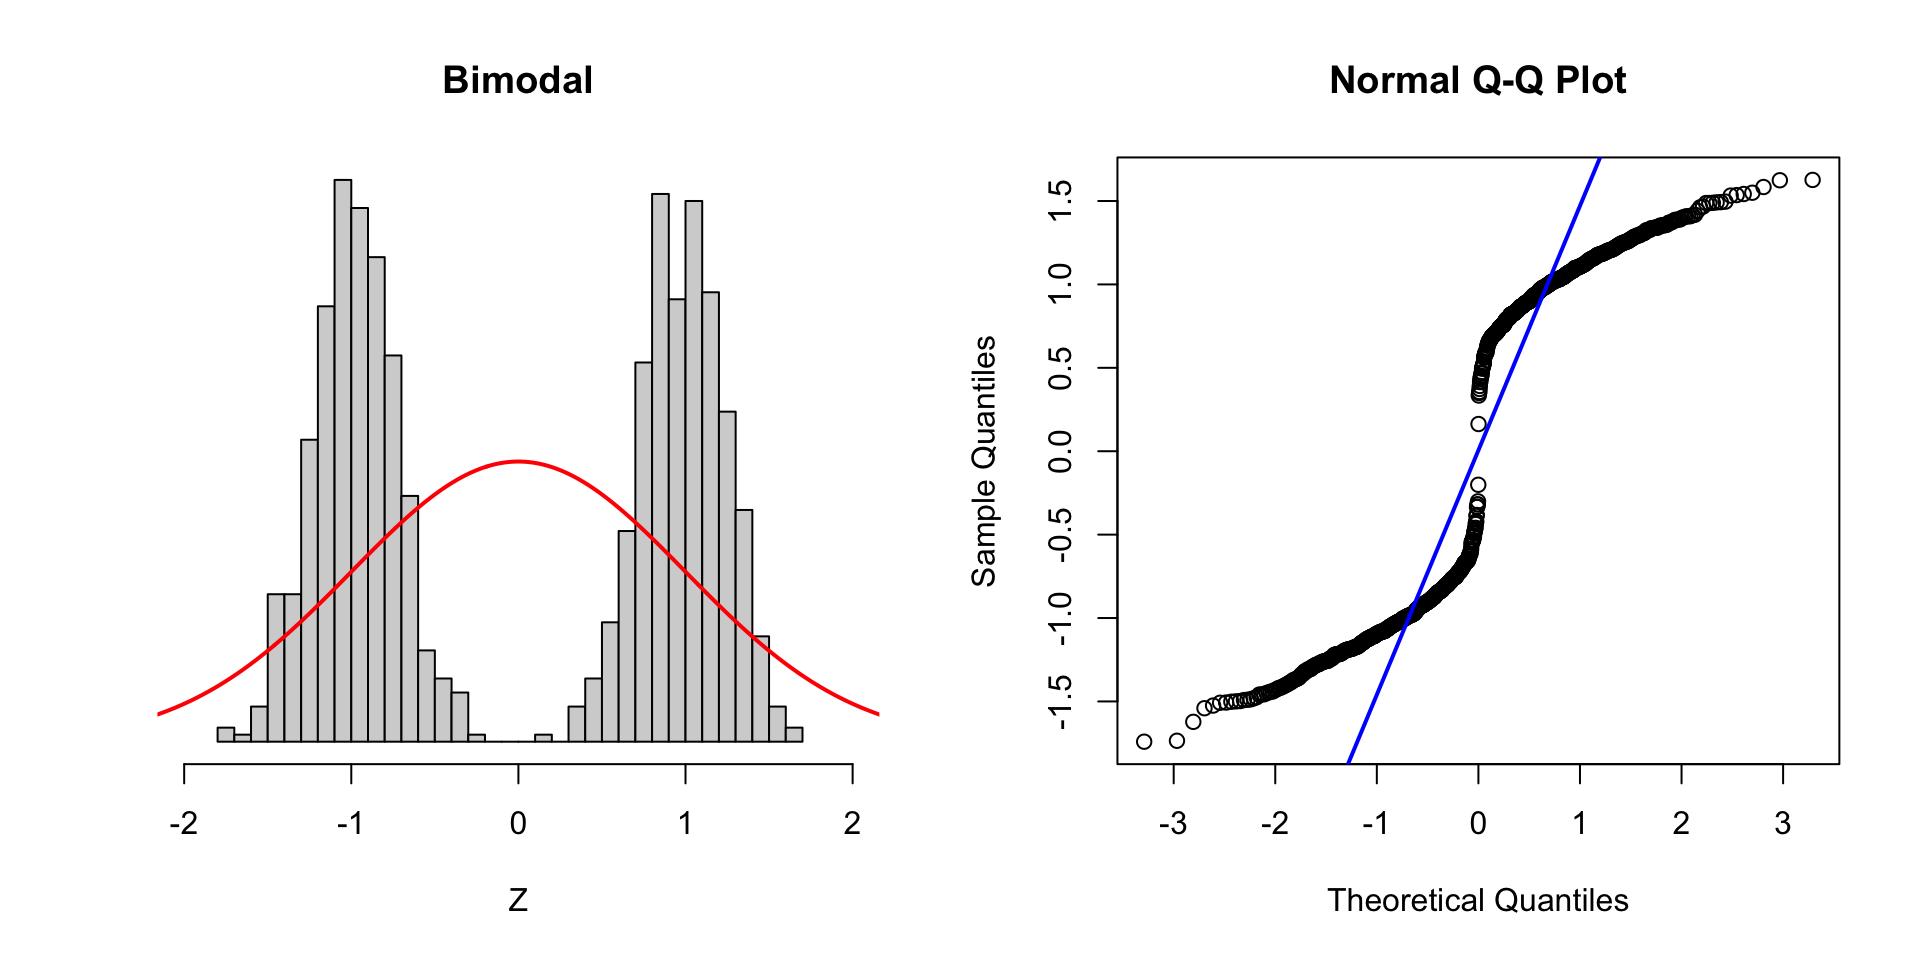 Bimodal
-2 -1 0 1 2
Z
Normal Q-Q Plot
Sample Quantiles
1.5
1.0
0.5
0.0
-0.5
-1.0
-1.5
-3 -2 -1 0 1 2 3
Theoretical Quantiles